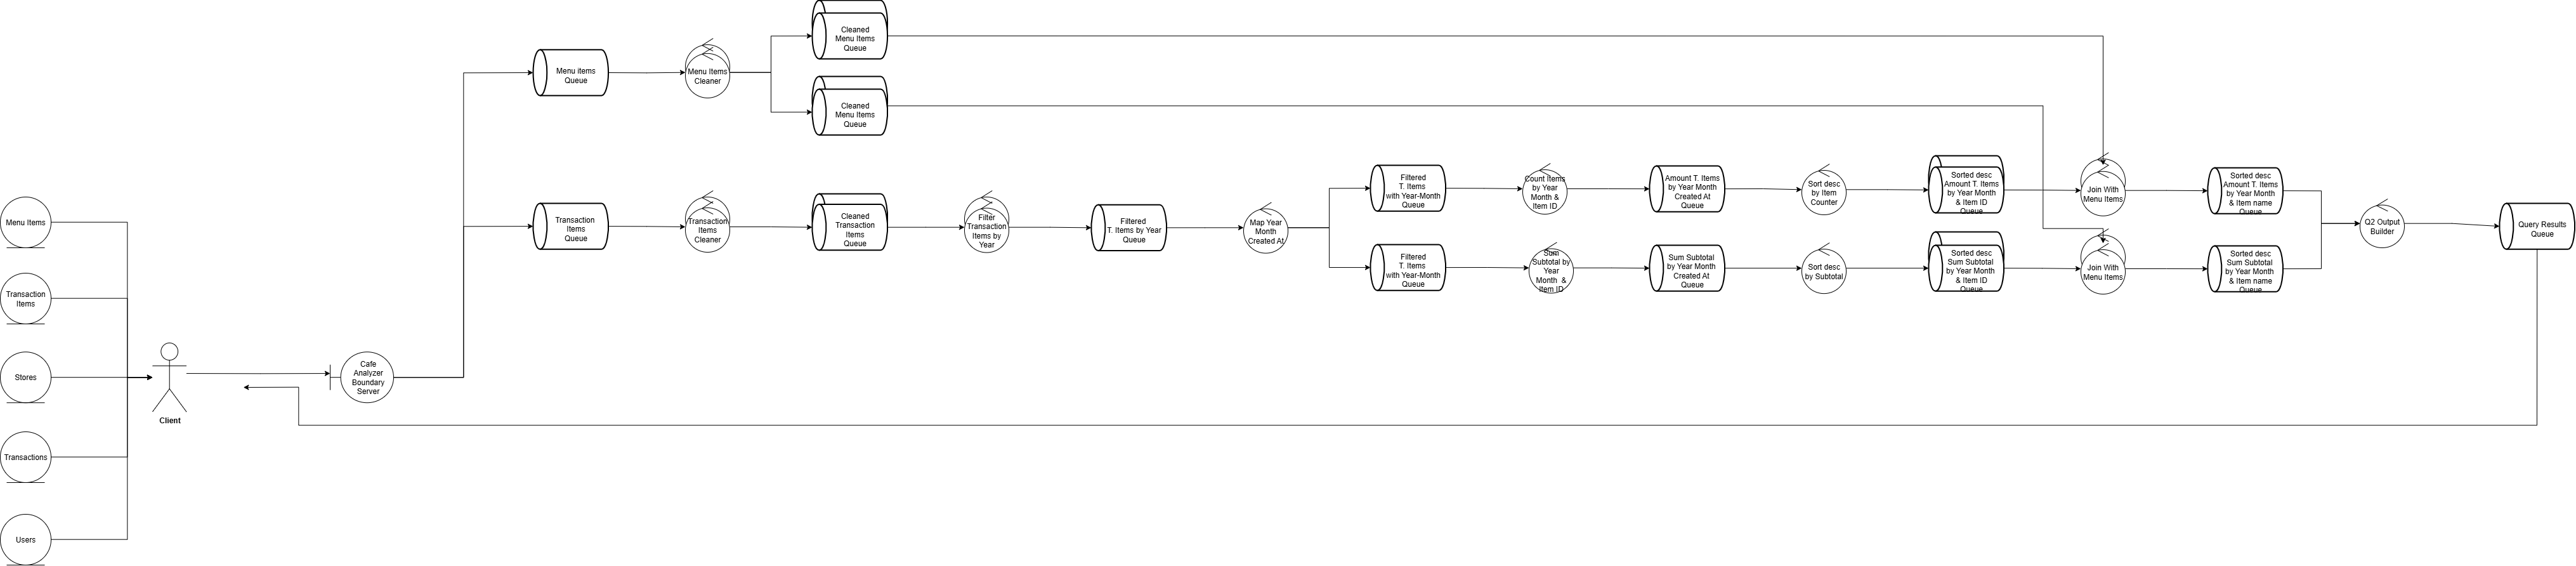 Menu Items
Transaction
Items
Stores
Transactions
Users
Client
Cafe
Analyzer
Boundary
Server
Menu items
Queue
Menu Items
Cleaner
Cleaned
Menu Items
Queue
Cleaned
Menu Items
Queue
Transaction
Items
Queue
Transaction
Items
Cleaner
Cleaned
Transaction
Items
Queue
Filter
Transaction
Items by
Year
Filtered
T. Items by Year
Queue
Map Year
Month
Created At
Filtered
T. Items
with Year-Month
Queue
Count Items
by Year
Month &
Item ID
Amount T. Items
by Year Month
Created At
Queue
Sort desc
by Item
Counter
Sorted desc
Amount T. Items
by Year Month
& Item ID
Queue
Join With
Menu Items
Sorted desc
Amount T. Items
by Year Month
& Item name
Queue
Filtered
T. Items
with Year-Month
Queue
Sum
Subtotal by
Year
Month &
Item ID
Sum Subtotal
by Year Month
Created At
Queue
Sort desc
by Subtotal
Sorted desc
Sum Subtotal
by Year Month
& Item ID
Queue
Join With
Menu Items
Sorted desc
Sum Subtotal
by Year Month
& Item name
Queue
Q2 Output
Builder
Query Results
Queue